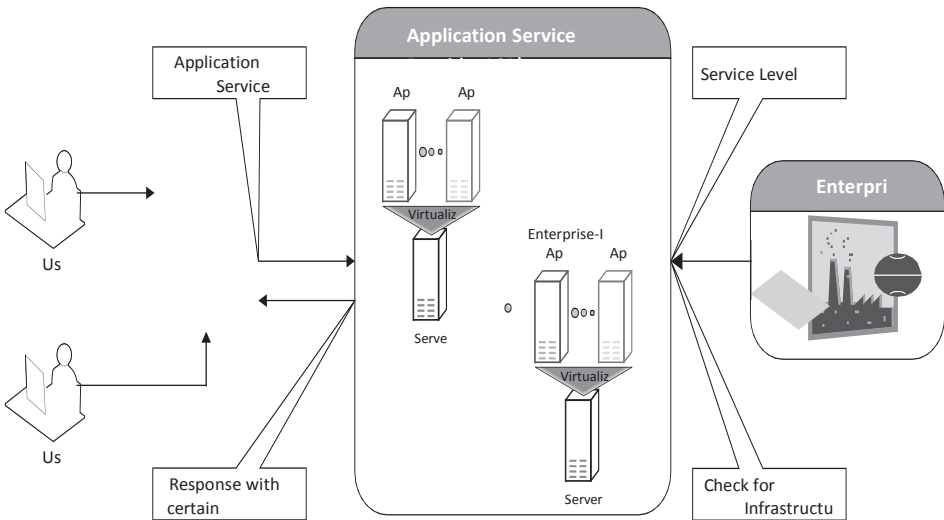 Application Service
Application
Service
Service Level
Ap
Ap
Enterpri
Virtualiz
Us
Enterprise-I
Ap
Ap
Serve
Virtualiz
Us
Response with
certain
Server
Check for
Infrastructu